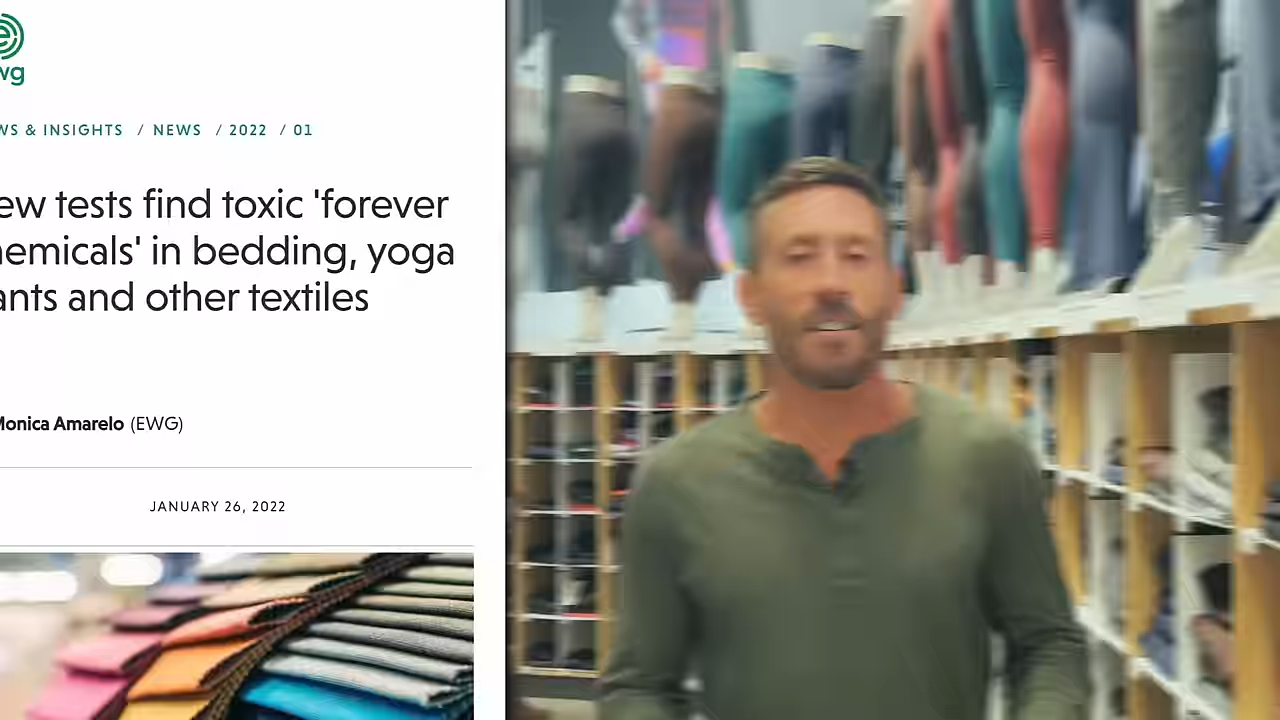 wg
WS & INSIGHTS / NEWS / 2022 / 01
ew tests find toxic 'forever
hemicals' in bedding, yoga
ants and other textiles
Monica Amarelo (EWG)
JANUARY 26, 2022